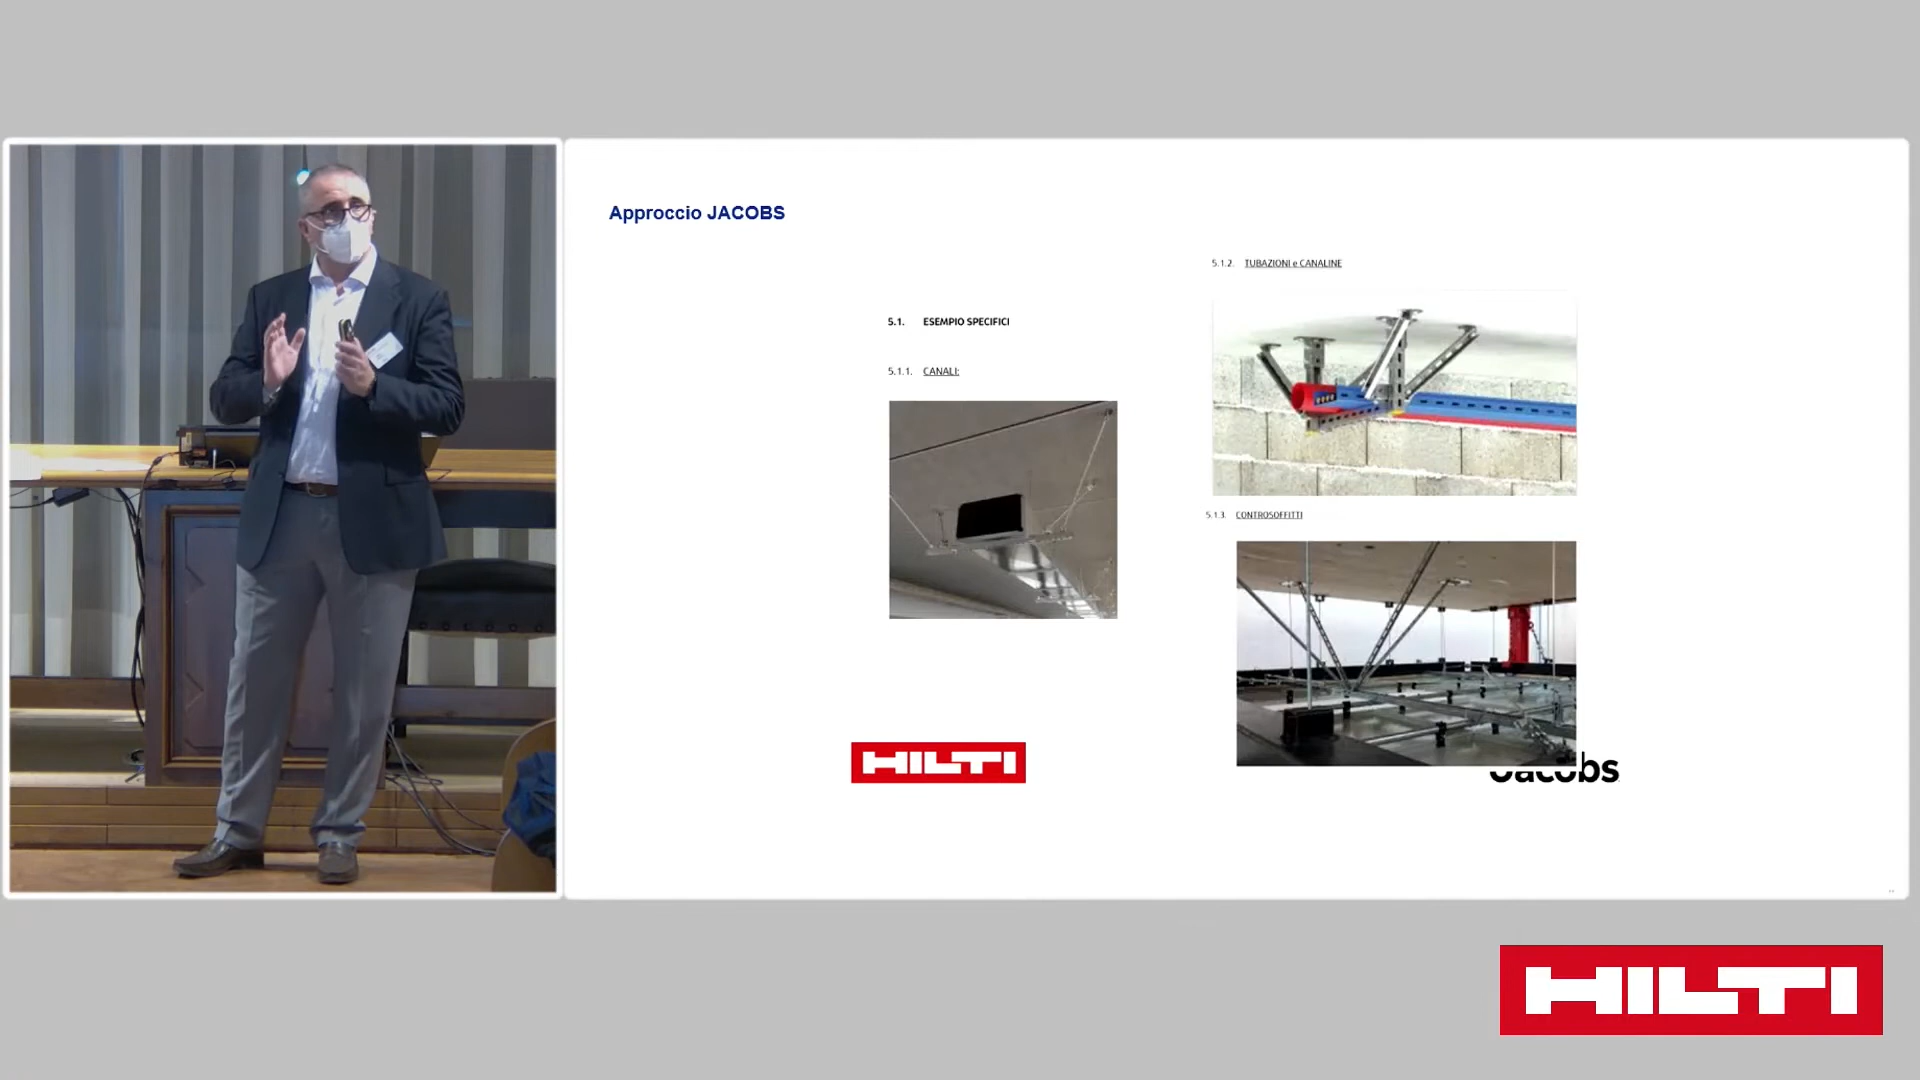 Approccio JACOBS
5.1. ESEMPIO SPECIFICI
5.1.1. CANALI:
5.1.2. TUBAZIONI e CANALINE
5.1.3. CONTROSOFFITTI
HILTI
Jacobs
HILTI